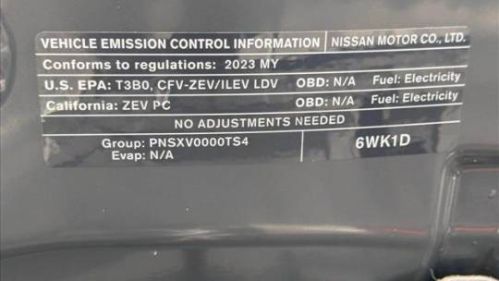 VEHICLE EMISSION CONTROL INFORMATION NISSAN MOTOR CO., LTD.
Conforms to regulations: 2023 MY
U.S. EPA: T3B0, CFV-ZEV/ILEV LDV OBD: N/A Fuel: Electricity
California: ZEV PC OBD: N/A Fuel: Electricity
NO ADJUSTMENTS NEEDED
Group: PNSXV0000TS4 6WK1D
Evap: N/A